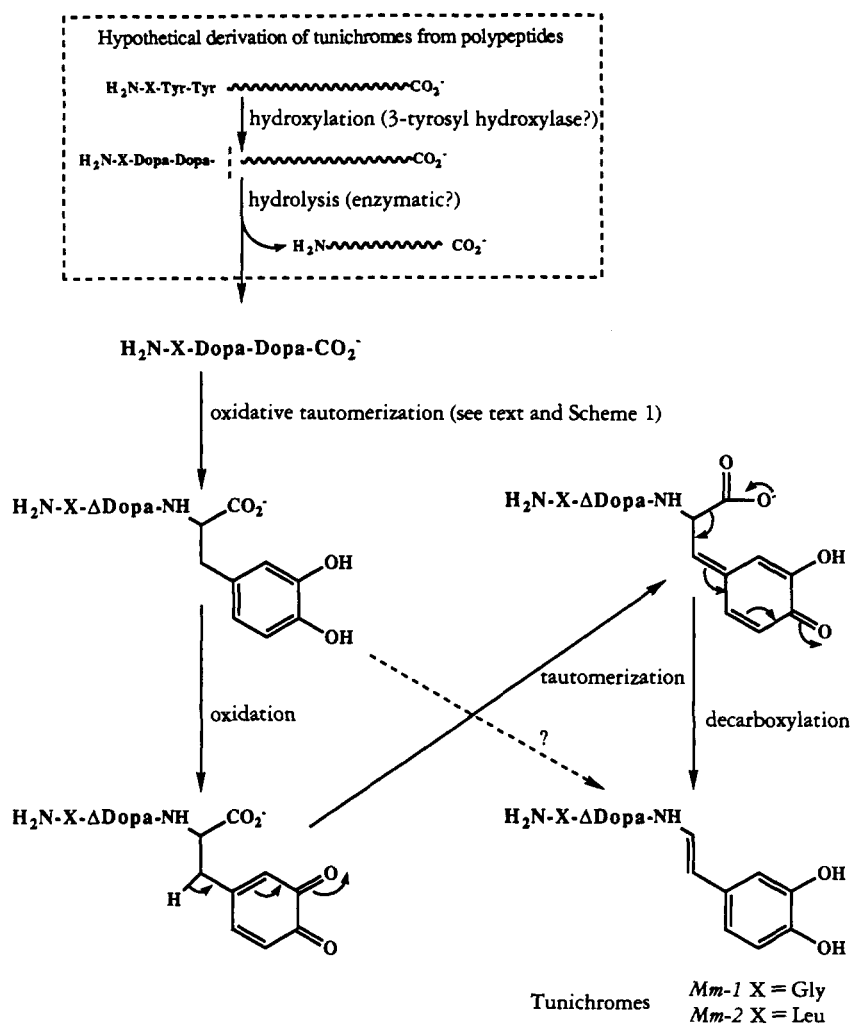 Hypothetical derivation of tunichromes from polypeptides
H₂N-X-Tyr-Tyr CO₂⁻
hydroxylation (3-tyrosyl hydroxylase?)
H₂N-X-Dopa-Dopa- CO₂⁻
hydrolysis (enzymatic?)
H₂N CO₂⁻
H₂N-X-Dopa-Dopa-CO₂⁻
oxidative tautomerization (see text and Scheme 1)
H₂N-X-ΔDopa-NH CO₂⁻
OH
OH
O
H₂N-X-ΔDopa-NH O⁻
OH
O
oxidation
tautomerization
?
decarboxylation
H₂N-X-ΔDopa-NH CO₂⁻
H
O
O
H₂N-X-ΔDopa-NH
OH
OH
Tunichromes
Mm-1 X = Gly
Mm-2 X = Leu